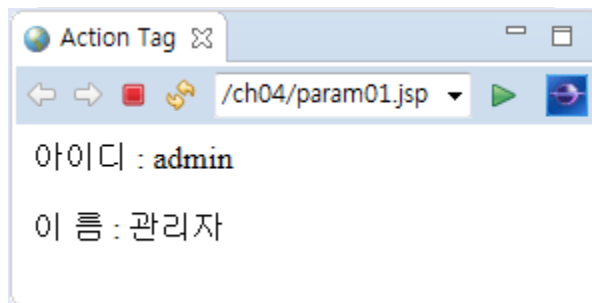 Action Tag
/ch04/param01.jsp
아이디 : admin
이 름 : 관리자